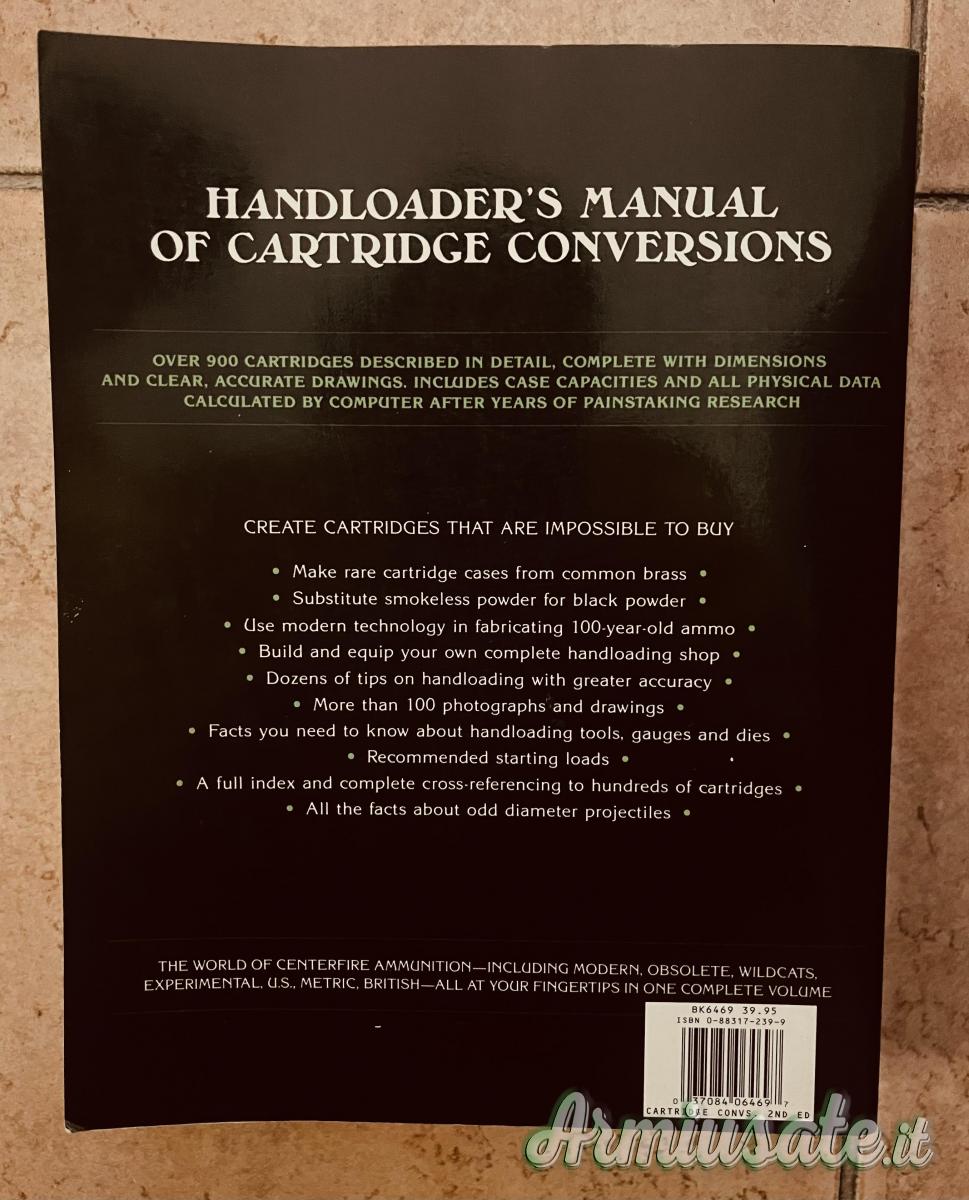 HANDLOADER'S MANUAL
OF CARTRIDGE CONVERSIONS
OVER 900 CARTRIDGES DESCRIBED IN DETAIL, COMPLETE WITH DIMENSIONS
AND CLEAR, ACCURATE DRAWINGS. INCLUDES CASE CAPACITIES AND ALL PHYSICAL DATA
CALCULATED BY COMPUTER AFTER YEARS OF PAINSTAKING RESEARCH
CREATE CARTRIDGES THAT ARE IMPOSSIBLE TO BUY
• Make rare cartridge cases from common brass •
• Substitute smokeless powder for black powder •
• Use modern technology in fabricating 100-year-old ammo •
• Build and equip your own complete handloading shop •
• Dozens of tips on handloading with greater accuracy •
• More than 100 photographs and drawings •
• Facts you need to know about handloading tools, gauges and dies •
• Recommended starting loads •
• A full index and complete cross-referencing to hundreds of cartridges •
• All the facts about odd diameter projectiles •
THE WORLD OF CENTERFIRE AMMUNITION—INCLUDING MODERN, OBSOLETE, WILDCATS,
EXPERIMENTAL, U.S., METRIC, BRITISH—ALL AT YOUR FINGERTIPS IN ONE COMPLETE VOLUME
BK6469 39.95
ISBN 0-88317-239-9
0 37084 06469 7
CARTRIDGE CONVS. 2ND ED
Armiusate.it